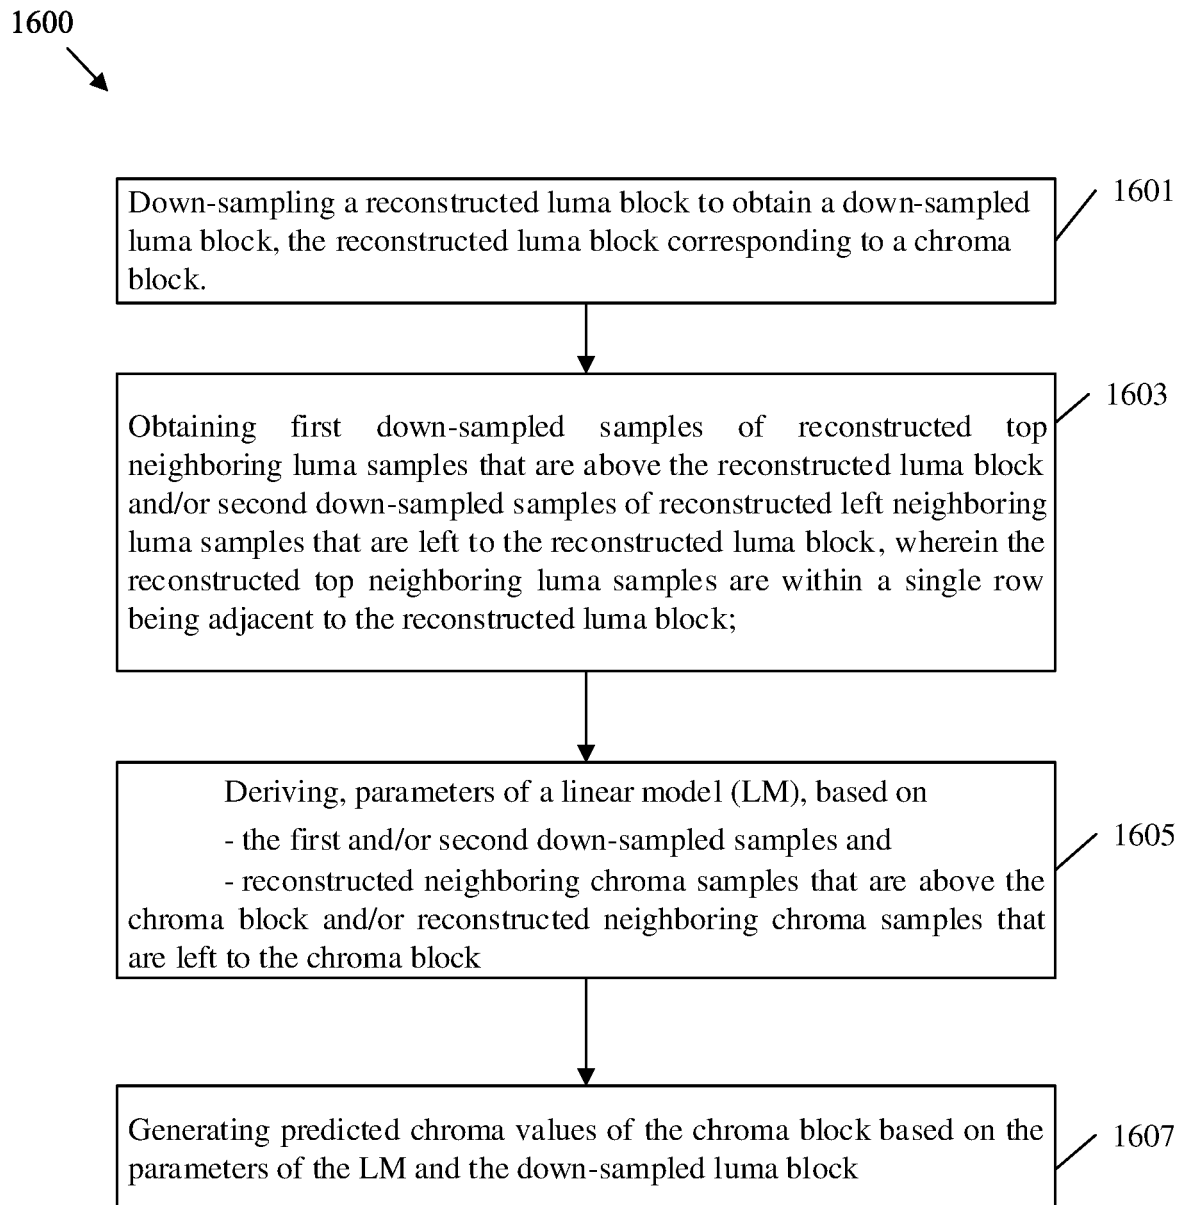 1600
Down-sampling a reconstructed luma block to obtain a down-sampled
luma block, the reconstructed luma block corresponding to a chroma
block.
1601
Obtaining first down-sampled samples of reconstructed top
neighboring luma samples that are above the reconstructed luma block
and/or second down-sampled samples of reconstructed left neighboring
luma samples that are left to the reconstructed luma block, wherein the
reconstructed top neighboring luma samples are within a single row
being adjacent to the reconstructed luma block;
1603
Deriving, parameters of a linear model (LM), based on
- the first and/or second down-sampled samples and
- reconstructed neighboring chroma samples that are above the
chroma block and/or reconstructed neighboring chroma samples that
are left to the chroma block
1605
Generating predicted chroma values of the chroma block based on the
parameters of the LM and the down-sampled luma block
1607